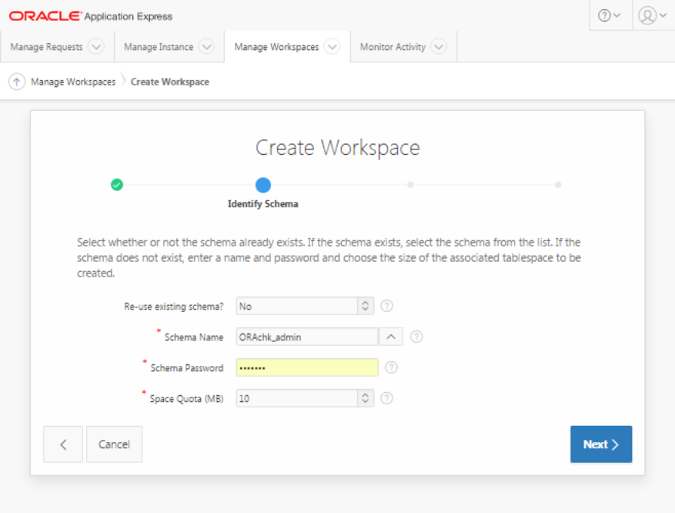 ORACLE Application Express
Manage Requests Manage Instance Manage Workspaces Monitor Activity
Manage Workspaces Create Workspace
Create Workspace
Identify Schema
Select whether or not the schema already exists. If the schema exists, select the schema from the list. If the
schema does not exist, enter a name and password and choose the size of the associated tablespace to be
created.
Re-use existing schema? No
* Schema Name ORAchk_admin
* Schema Password •••••••
* Space Quota (MB) 10
Cancel Next